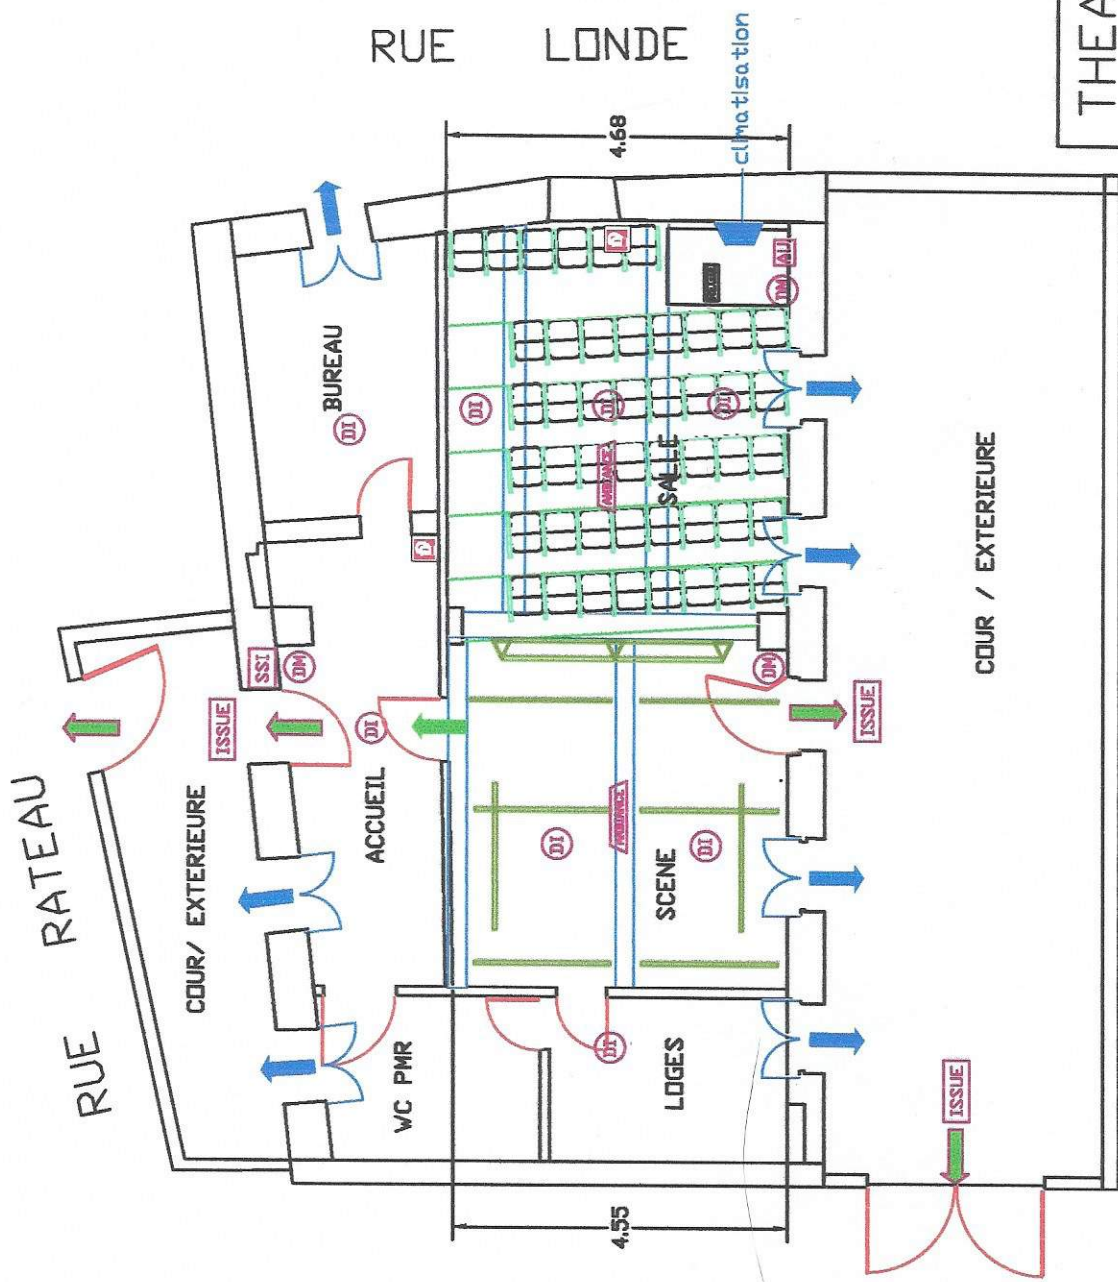 RUE LONDE
THEA
climatisation
4.68
BUREAU
DI
DI
DI
DI
AU
DM
AMBIANCE
SALLE
SSI
DM
ISSUE
DI
DM
ISSUE
RUE RATEAU
COUR/ EXTERIEURE
ACCUEIL
AMBIANCE
DI
DI
SCENE
COUR / EXTERIEURE
WC PMR
DI
LOGES
ISSUE
4.55